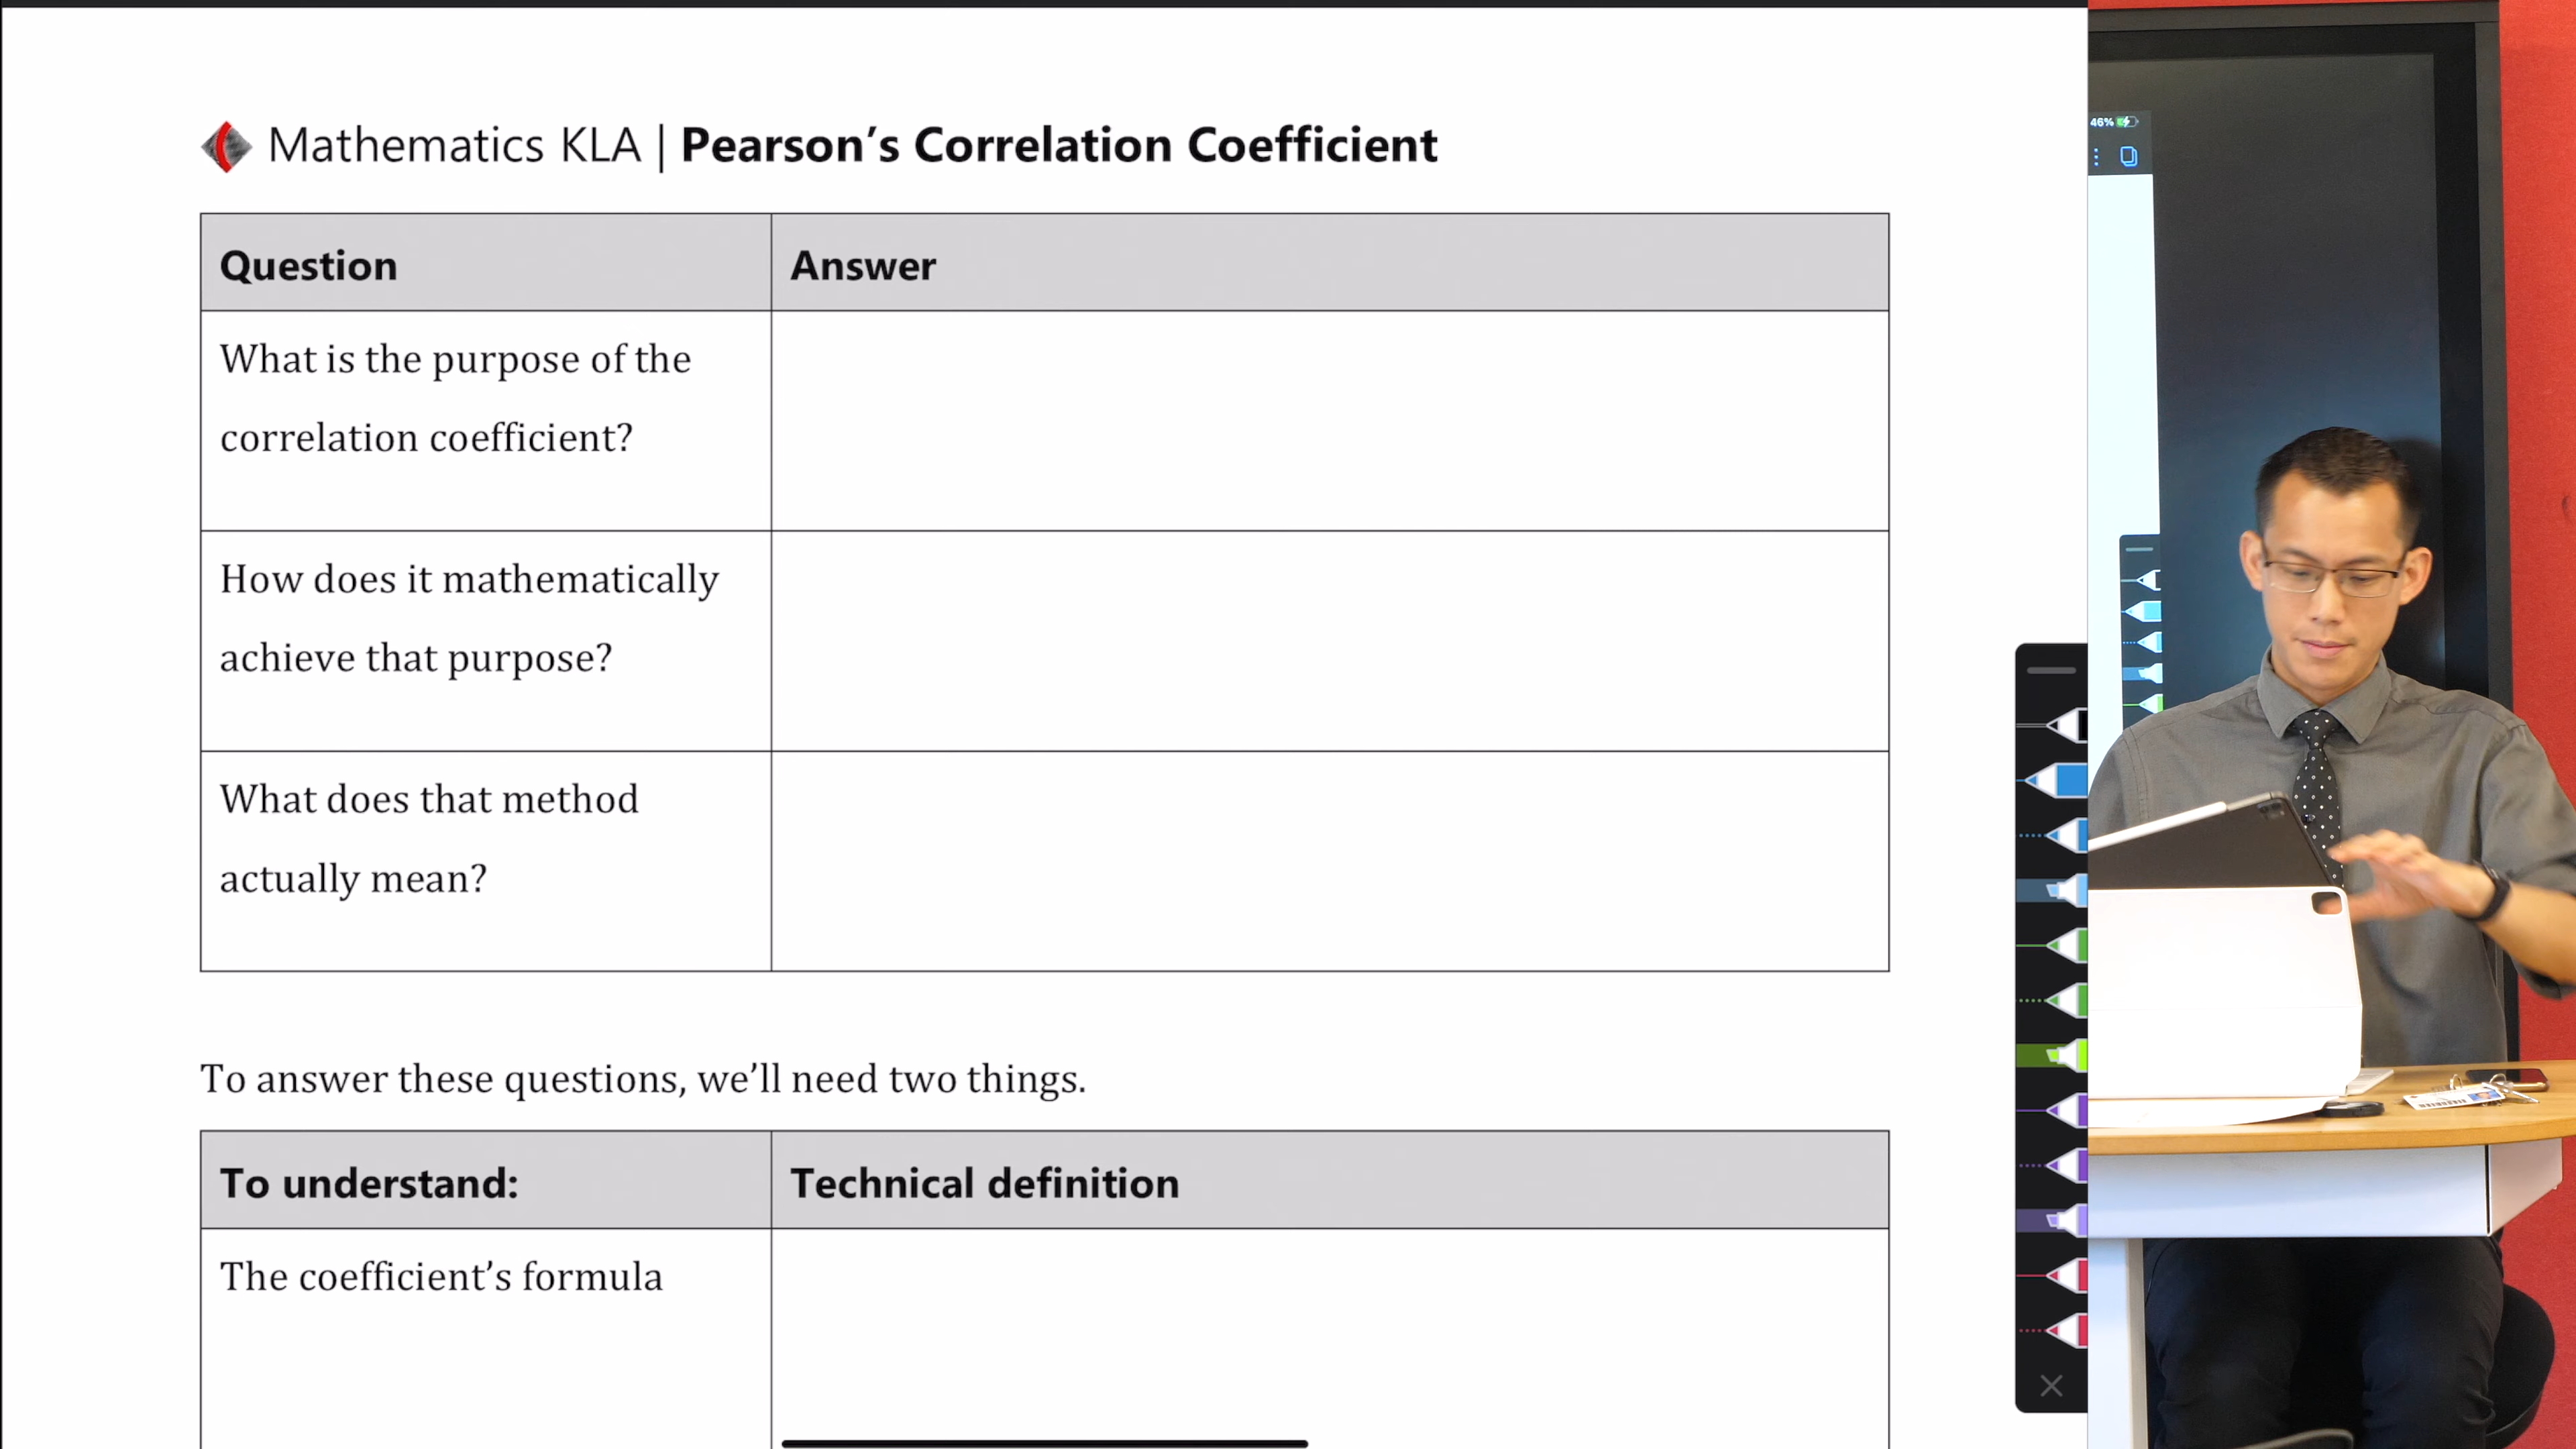 Mathematics KLA | Pearson’s Correlation Coefficient
Question
Answer
What is the purpose of the
correlation coefficient?
How does it mathematically
achieve that purpose?
What does that method
actually mean?
To answer these questions, we’ll need two things.
To understand:
Technical definition
The coefficient’s formula
46%